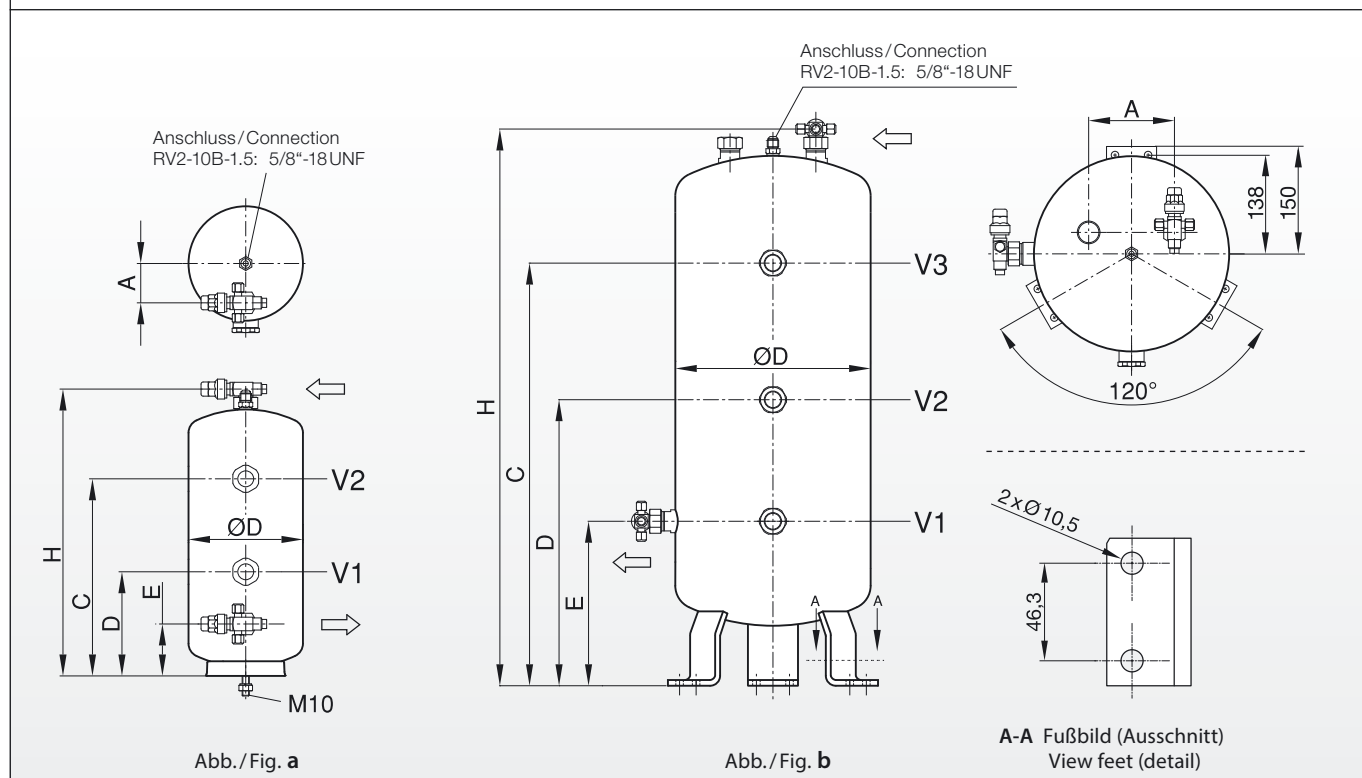 Anschluss/Connection
RV2-10B-1.5: 5/8“-18UNF
A
H
C
D
E
ØD
V2
V1
M10
Abb./Fig. a
Anschluss/Connection
RV2-10B-1.5: 5/8“-18UNF
H
C
D
E
ØD
V3
V2
V1
A
A
Abb./Fig. b
A
138
150
120°
2xØ10,5
46,3
A-A Fußbild (Ausschnitt)
View feet (detail)